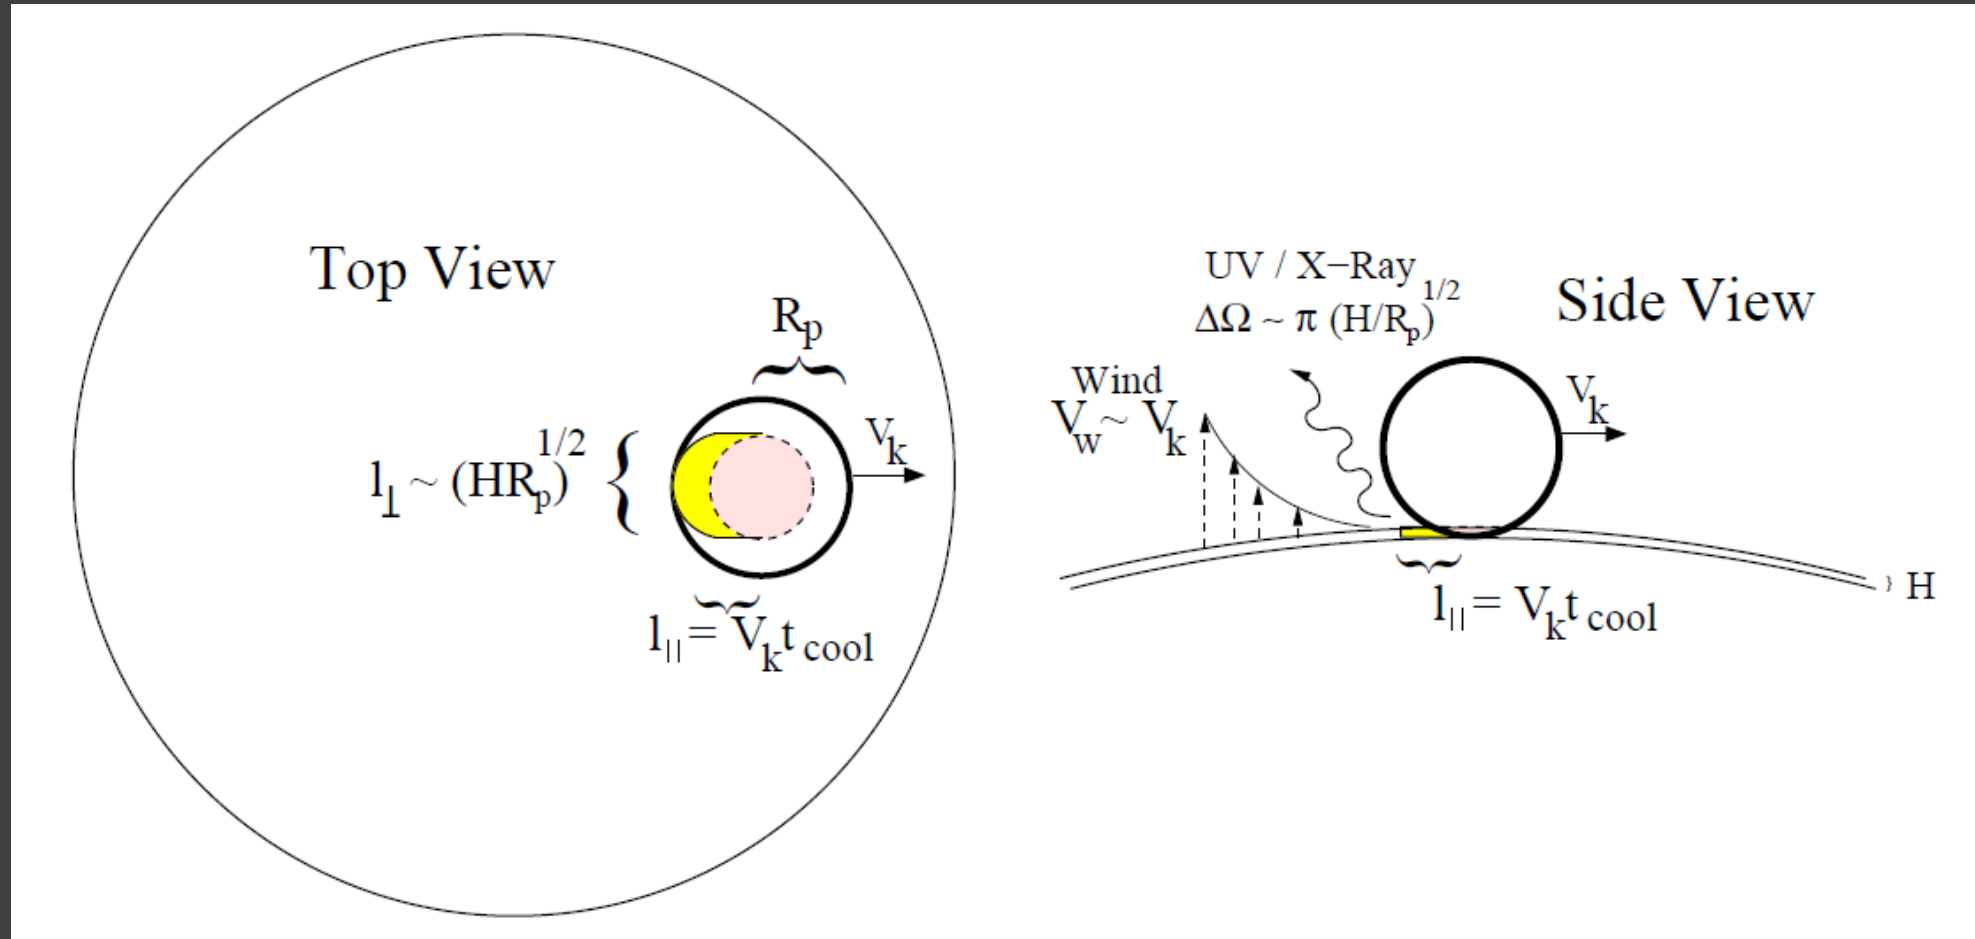 Top View
R_p
V_k
l_⊥ ~ (HR_p)^1/2
l_|| = V_k t_cool
UV / X−Ray
ΔΩ ~ π (H/R_p)^1/2
Side View
Wind
V_w ~ V_k
V_k
H
l_|| = V_k t_cool